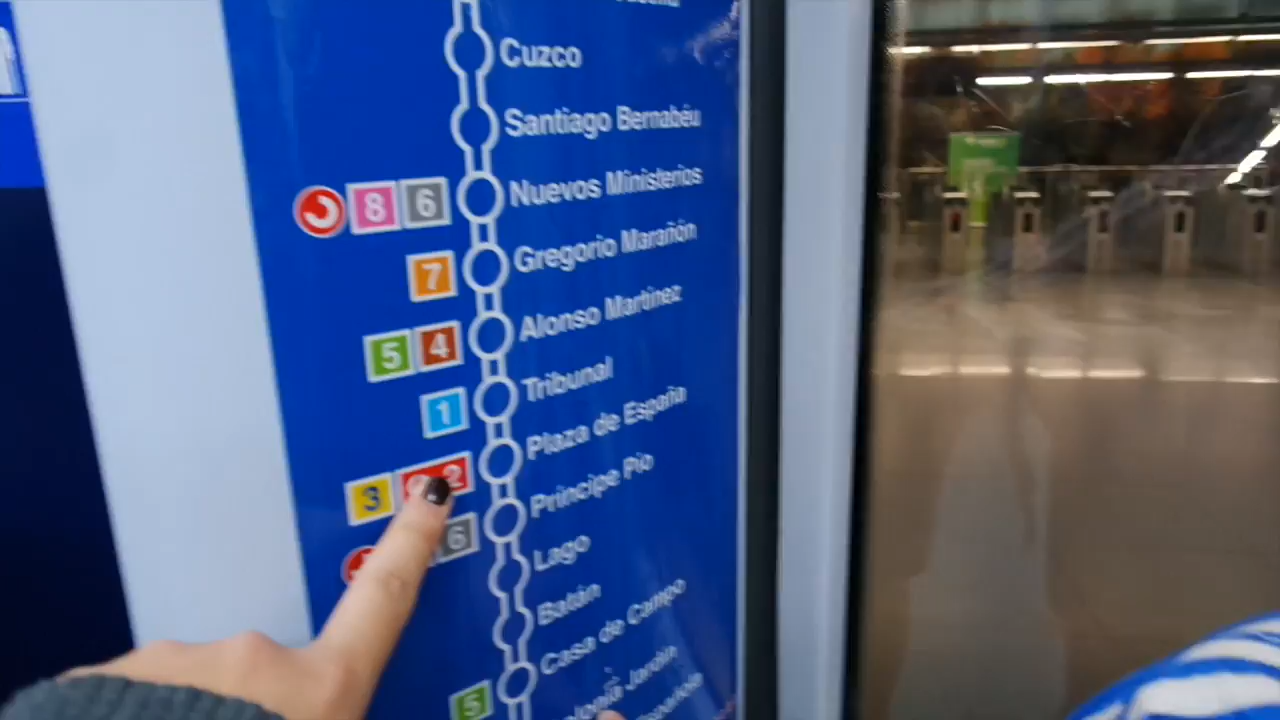 Cuzco
Santiago Bernabéu
8 6 Nuevos Ministerios
7 Gregorio Marañón
5 4 Alonso Martínez
1 Tribunal
3 2 Plaza de España
6 Príncipe Pío
Lago
Batán
5 Casa de Campo
Jardín